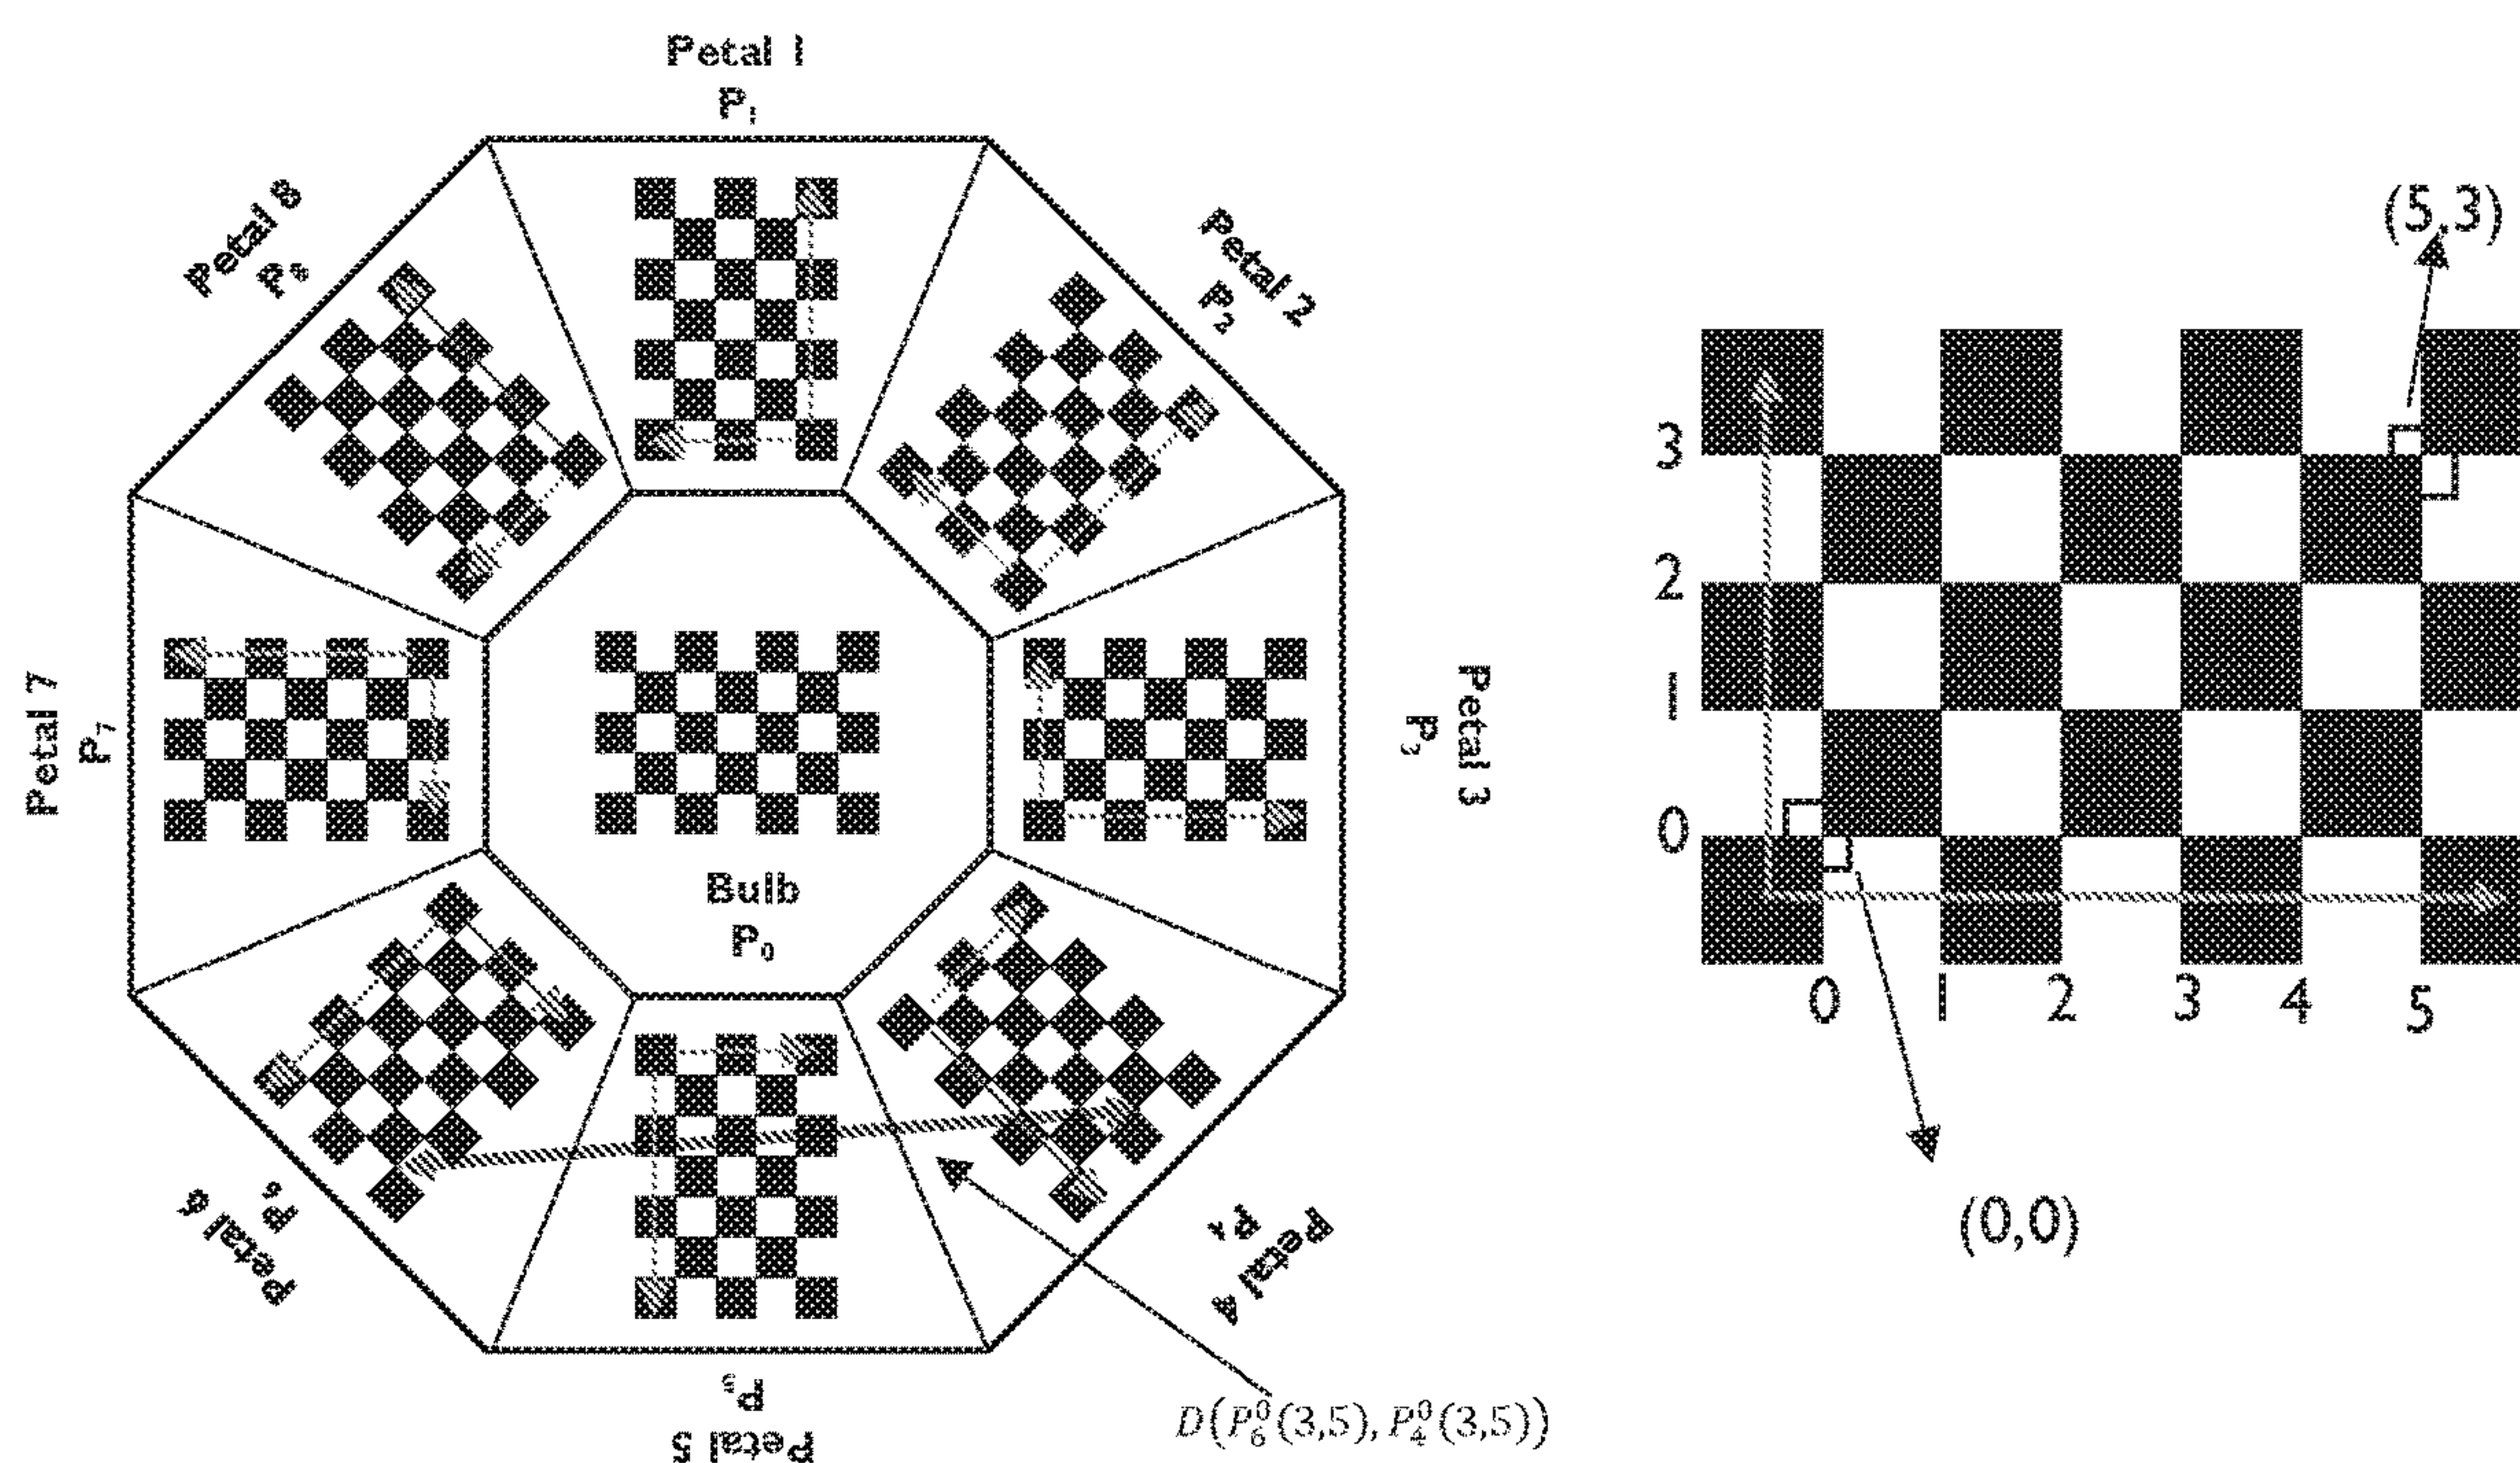 Petal 1
P₁
Petal 8
P₈
Petal 2
P₂
Petal 7
P₇
Petal 3
P₃
Bulb
P₀
Petal 6
P₆
Petal 4
P₄
P₅
Petal 5
D(P₆⁰(3,5), P₄⁰(3,5))
(5,3)
3
2
1
0
0 1 2 3 4 5
(0,0)